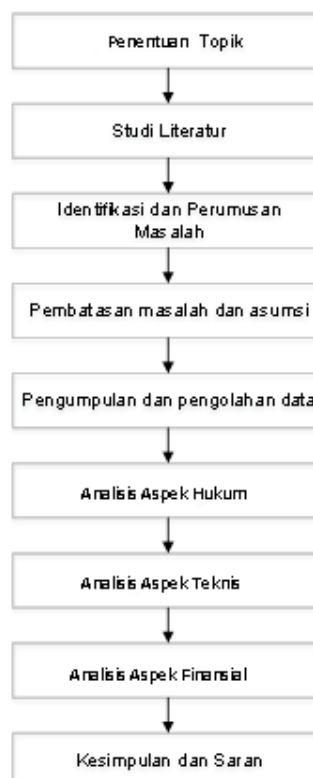 Penentuan Topik
Studi Literatur
Identifikasi dan Perumusan
Masalah
Pembatasan masalah dan asumsi
Pengumpulan dan pengolahan data
Analisis Aspek Hukum
Analisis Aspek Teknis
Analisis Aspek Finansial
Kesimpulan dan Saran